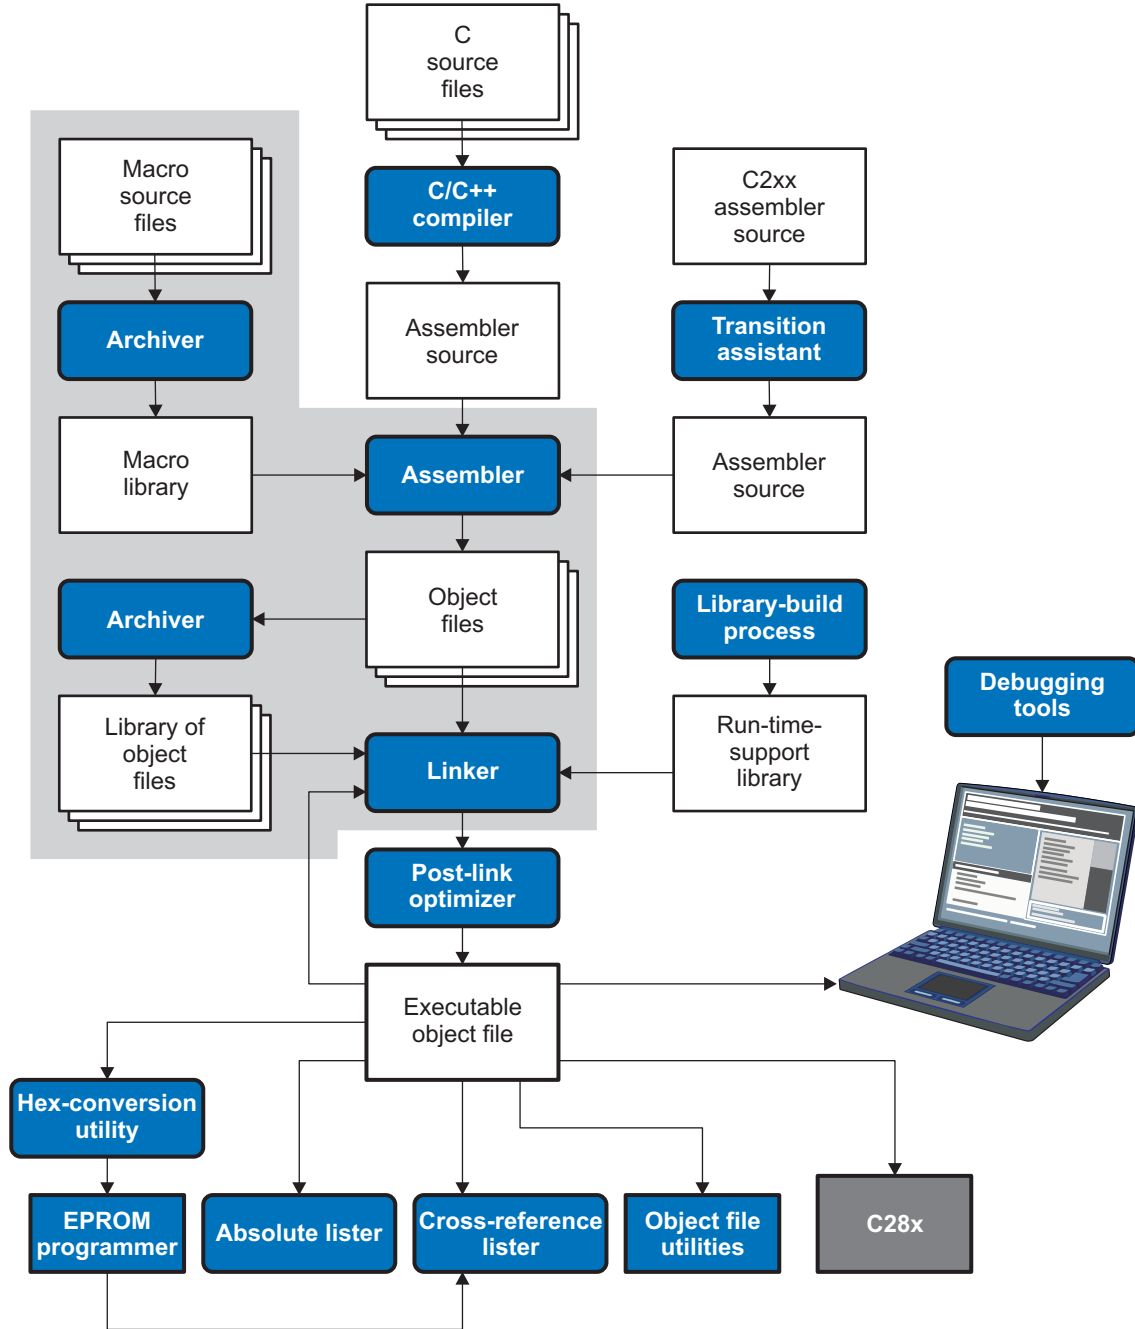 C
source
files
Macro
source
files
C/C++
compiler
C2xx
assembler
source
Archiver
Assembler
source
Transition
assistant
Macro
library
Assembler
Assembler
source
Archiver
Object
files
Library-build
process
Debugging
tools
Library of
object
files
Linker
Run-time-
support
library
Post-link
optimizer
Executable
object file
Hex-conversion
utility
EPROM
programmer
Absolute lister
Cross-reference
lister
Object file
utilities
C28x